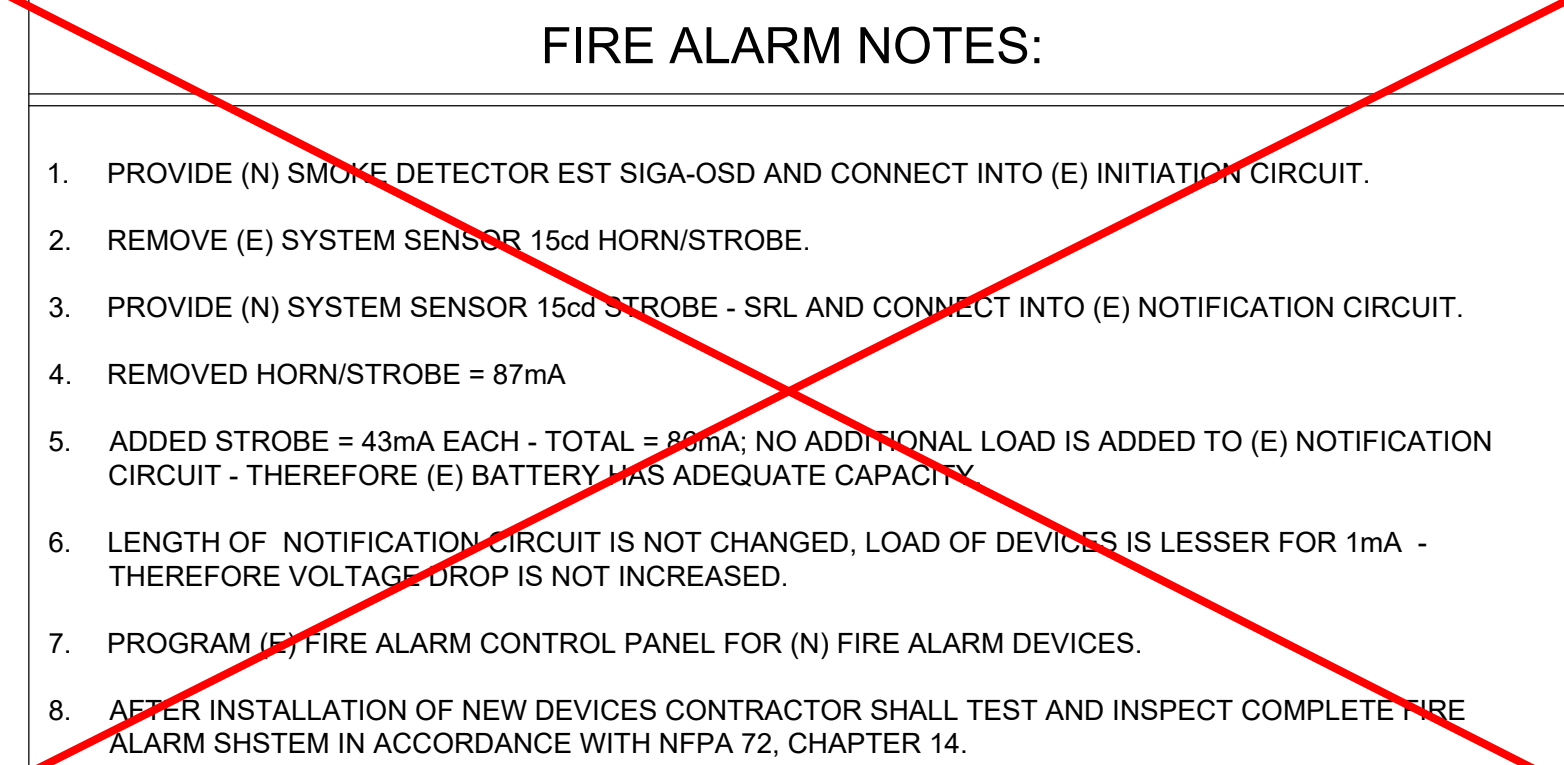 FIRE ALARM NOTES:
1. PROVIDE (N) SMOKE DETECTOR EST SIGA-OSD AND CONNECT INTO (E) INITIATION CIRCUIT.
2. REMOVE (E) SYSTEM SENSOR 15cd HORN/STROBE.
3. PROVIDE (N) SYSTEM SENSOR 15cd STROBE - SRL AND CONNECT INTO (E) NOTIFICATION CIRCUIT.
4. REMOVED HORN/STROBE = 87mA
5. ADDED STROBE = 43mA EACH - TOTAL = 86mA; NO ADDITIONAL LOAD IS ADDED TO (E) NOTIFICATION
CIRCUIT - THEREFORE (E) BATTERY HAS ADEQUATE CAPACITY.
6. LENGTH OF NOTIFICATION CIRCUIT IS NOT CHANGED, LOAD OF DEVICES IS LESSER FOR 1mA -
THEREFORE VOLTAGE DROP IS NOT INCREASED.
7. PROGRAM (E) FIRE ALARM CONTROL PANEL FOR (N) FIRE ALARM DEVICES.
8. AFTER INSTALLATION OF NEW DEVICES CONTRACTOR SHALL TEST AND INSPECT COMPLETE FIRE
ALARM SHSTEM IN ACCORDANCE WITH NFPA 72, CHAPTER 14.